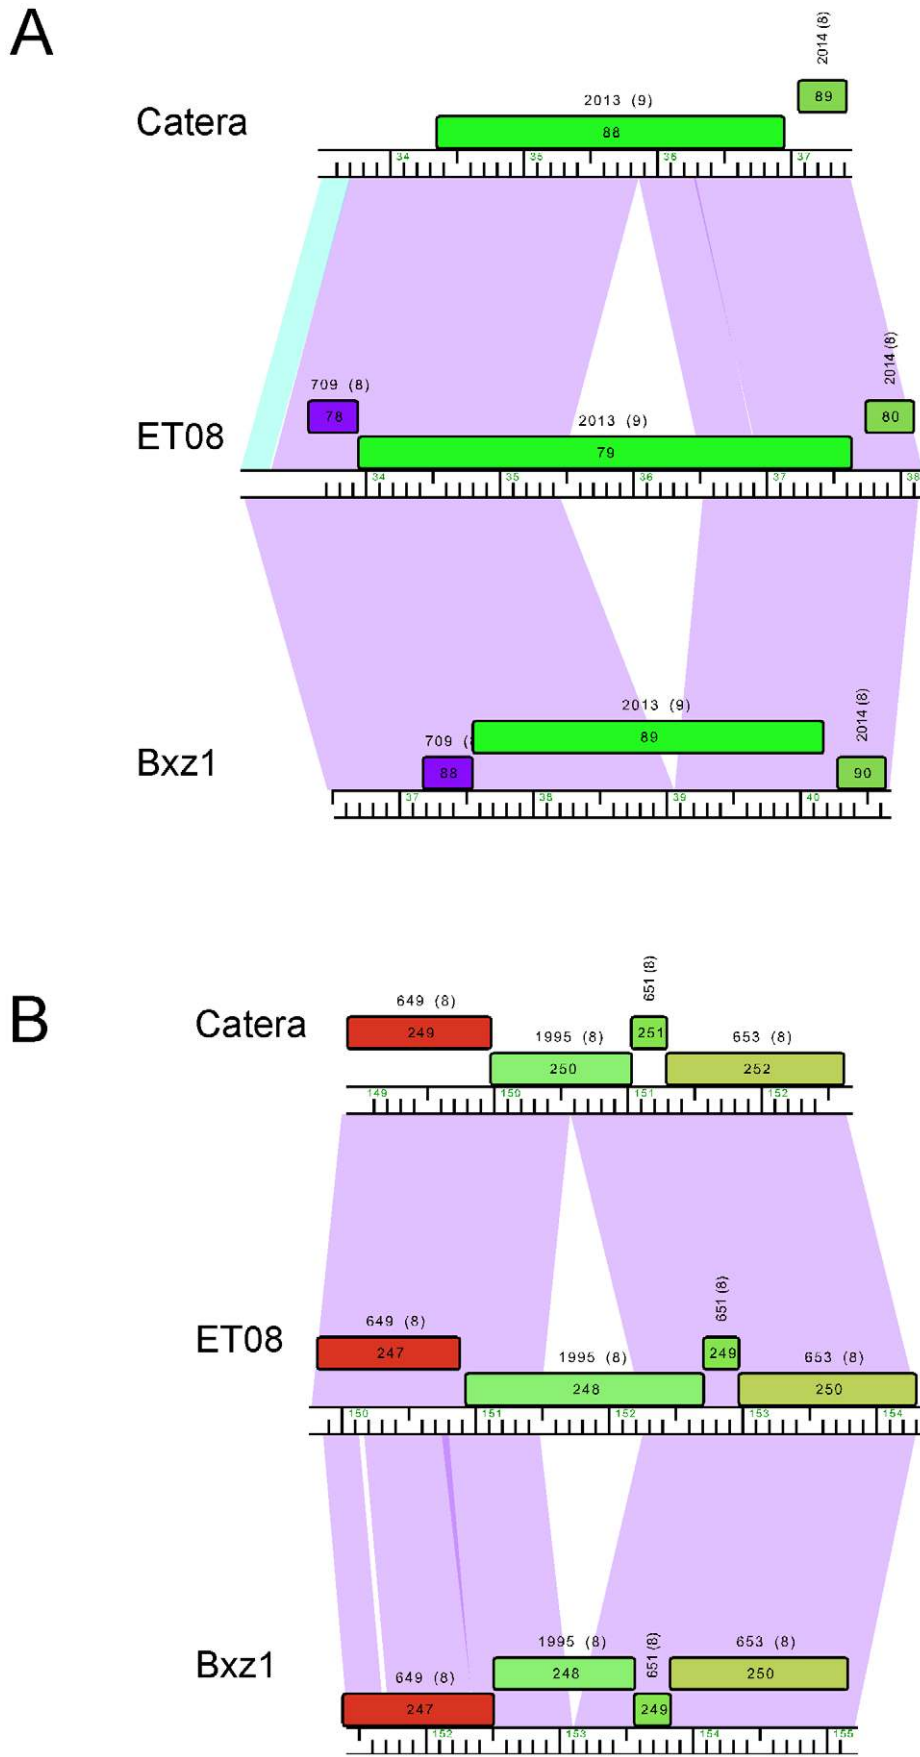 A
2014 (8)
89
2013 (9)
Catera
88
34 35 36 37
2014 (8)
709 (8)
78
2013 (9)
80
ET08
79
34 35 36 37 38
2014 (8)
2013 (9)
89
709 (
Bxz1
88
90
37 38 39 40
B
651 (8)
649 (8)
Catera
249
251
1995 (8)
653 (8)
250
252
149 150 151 152
651 (8)
649 (8)
ET08
247
249
1995 (8)
653 (8)
248
250
150 151 152 153 154
1995 (8)
651 (8)
653 (8)
Bxz1
248
250
649 (8)
247
249
152 153 154 155